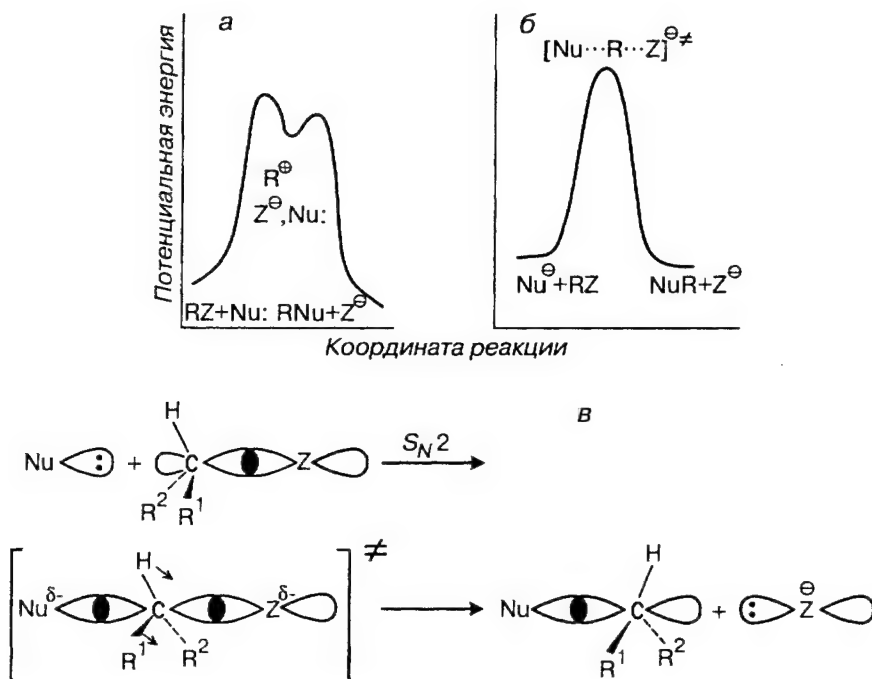 а
б
[Nu···R···Z]⊖≠
Потенциальная энергия
R⊕
Z⊖,Nu:
RZ+Nu: RNu+Z⊖
Nu⊖+RZ NuR+Z⊖
Координата реакции
в
H
Nu : + C Z SN2
R2 R1
≠
H
Nuδ- C Zδ-
R1 R2
H
Nu C + : Z⊖
R1 R2